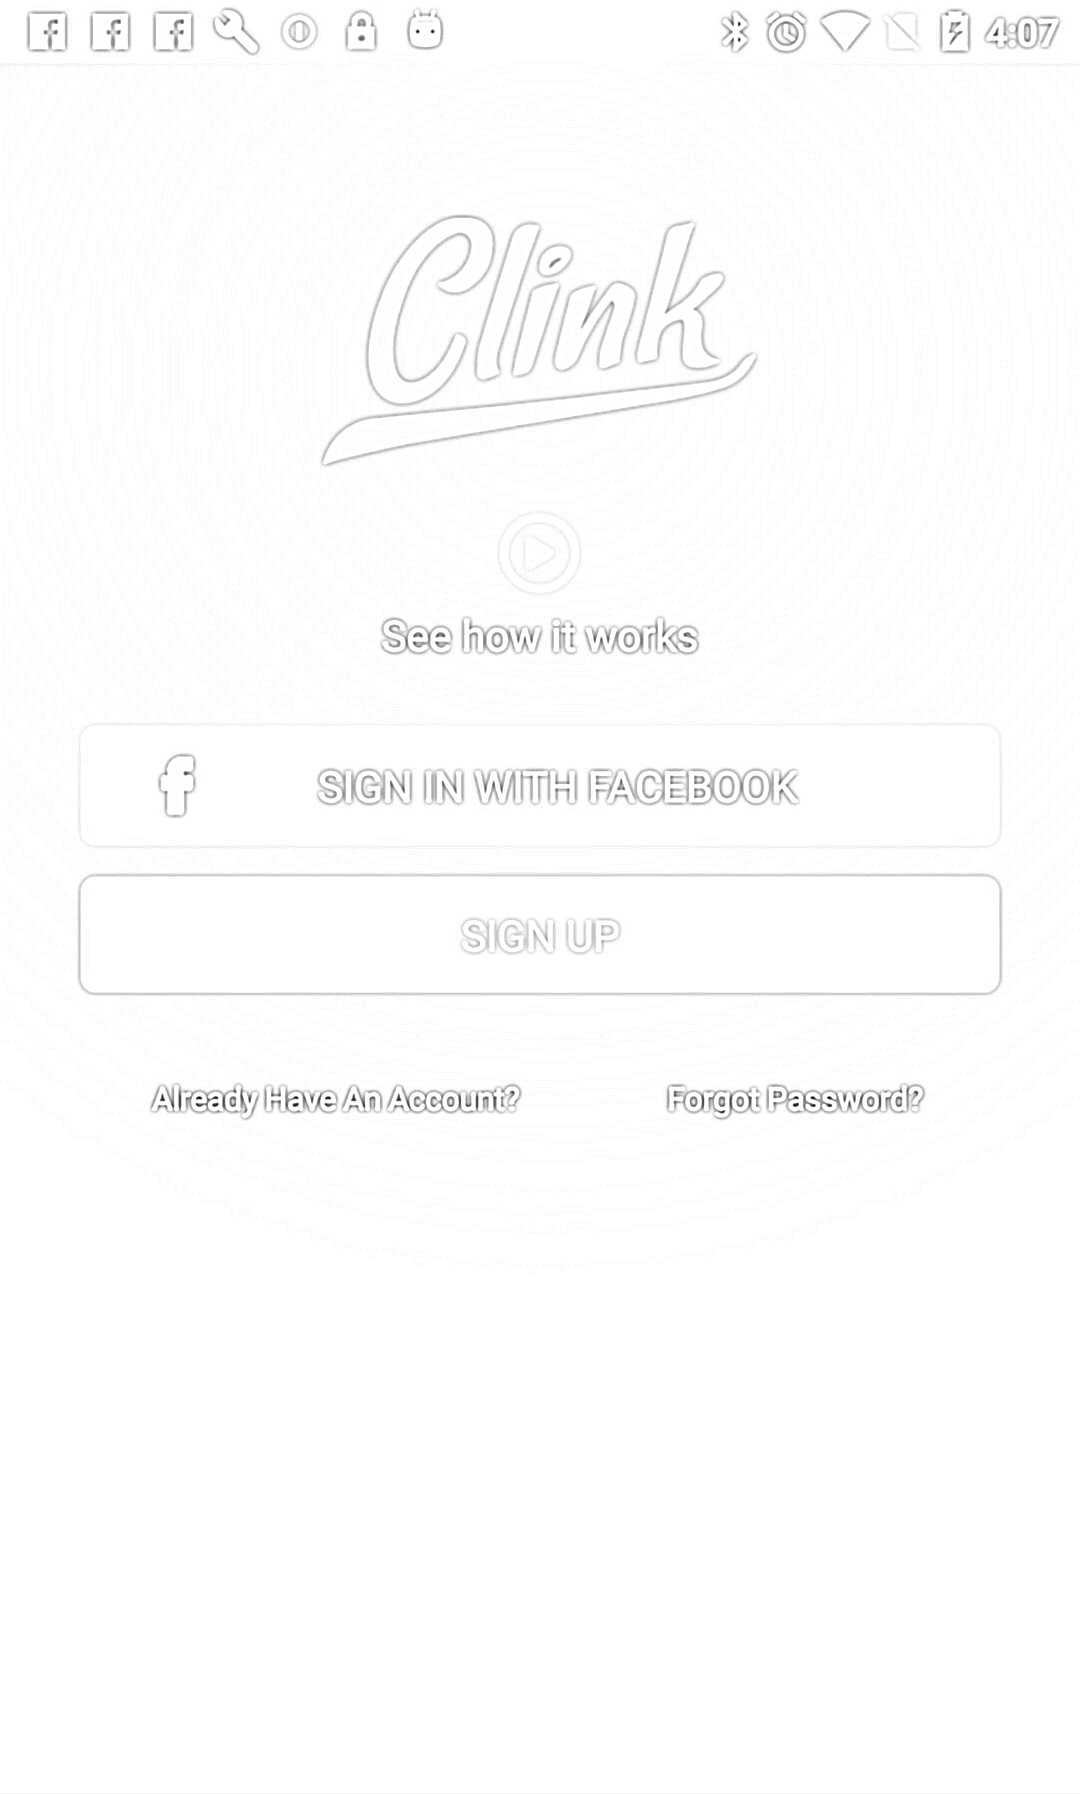 4:07
Clink
See how it works
f SIGN IN WITH FACEBOOK
SIGN UP
Already Have An Account? Forgot Password?